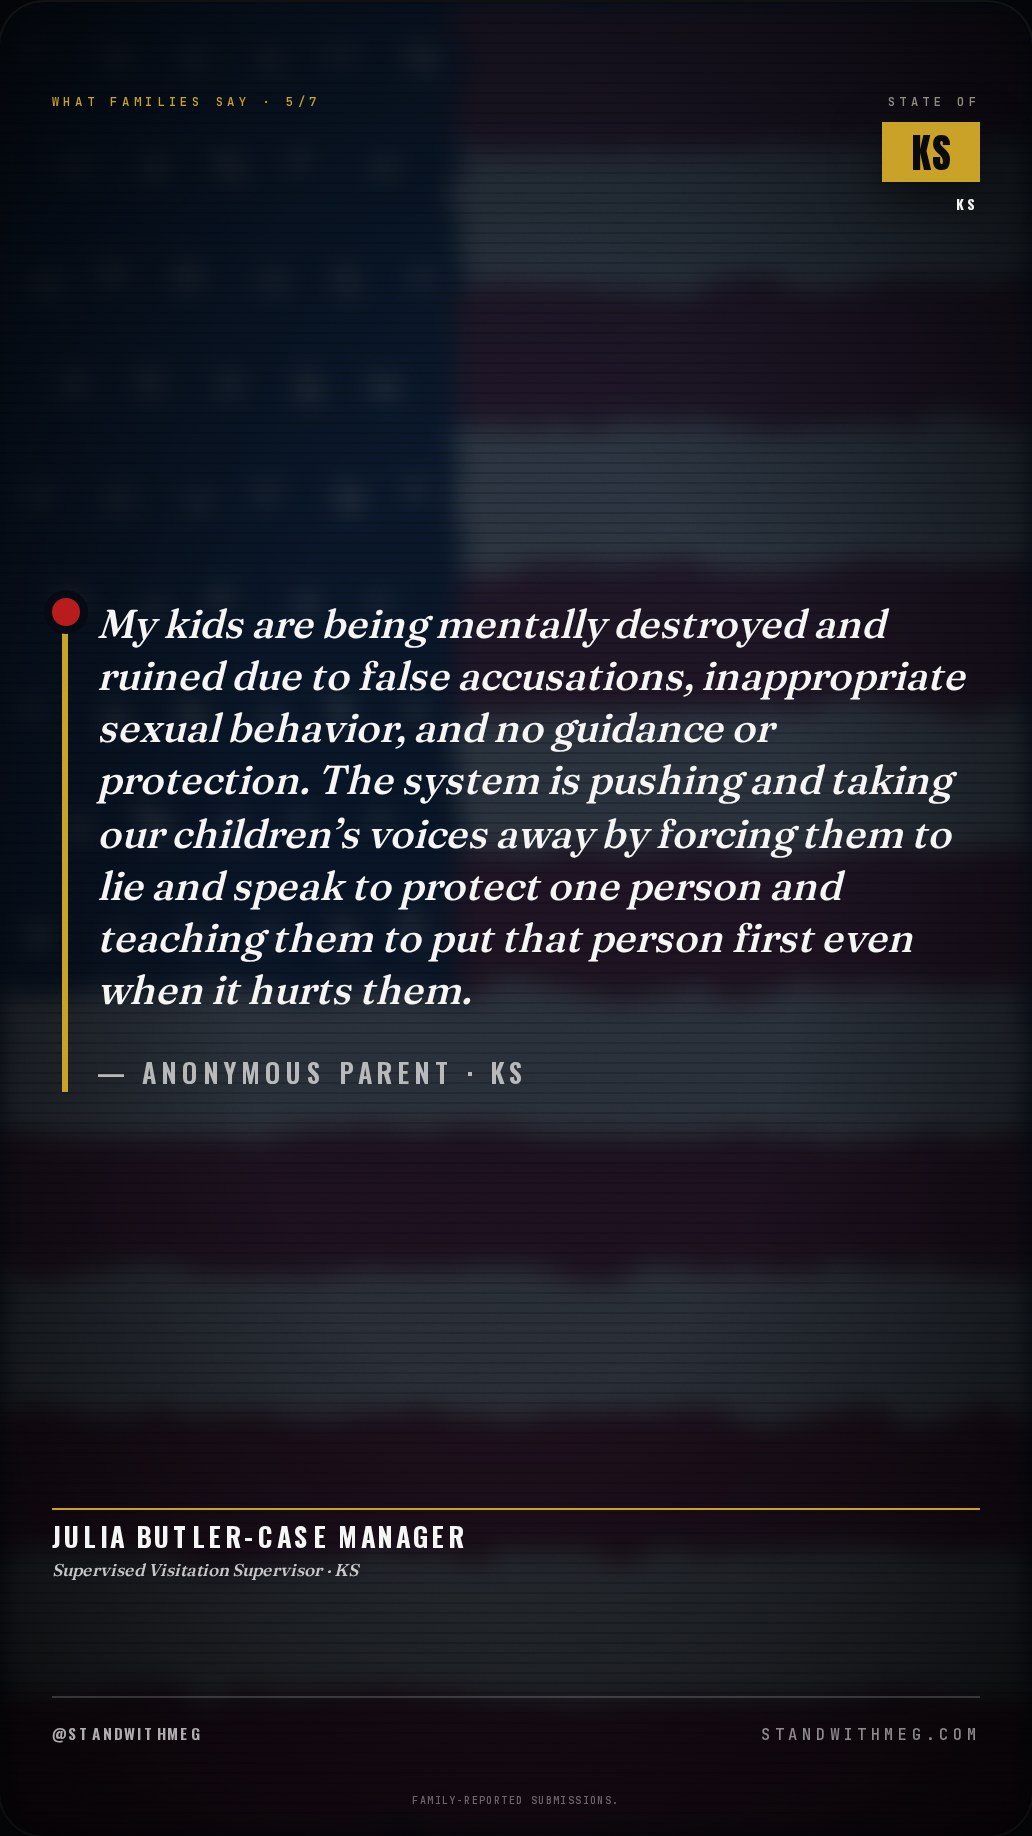 WHAT FAMILIES SAY · 5/7
STATE OF
KS
KS
My kids are being mentally destroyed and
ruined due to false accusations, inappropriate
sexual behavior, and no guidance or
protection. The system is pushing and taking
our children’s voices away by forcing them to
lie and speak to protect one person and
teaching them to put that person first even
when it hurts them.
— ANONYMOUS PARENT · KS
JULIA BUTLER-CASE MANAGER
Supervised Visitation Supervisor · KS
@STANDWITHMEG
STANDWITHMEG.COM
FAMILY-REPORTED SUBMISSIONS.